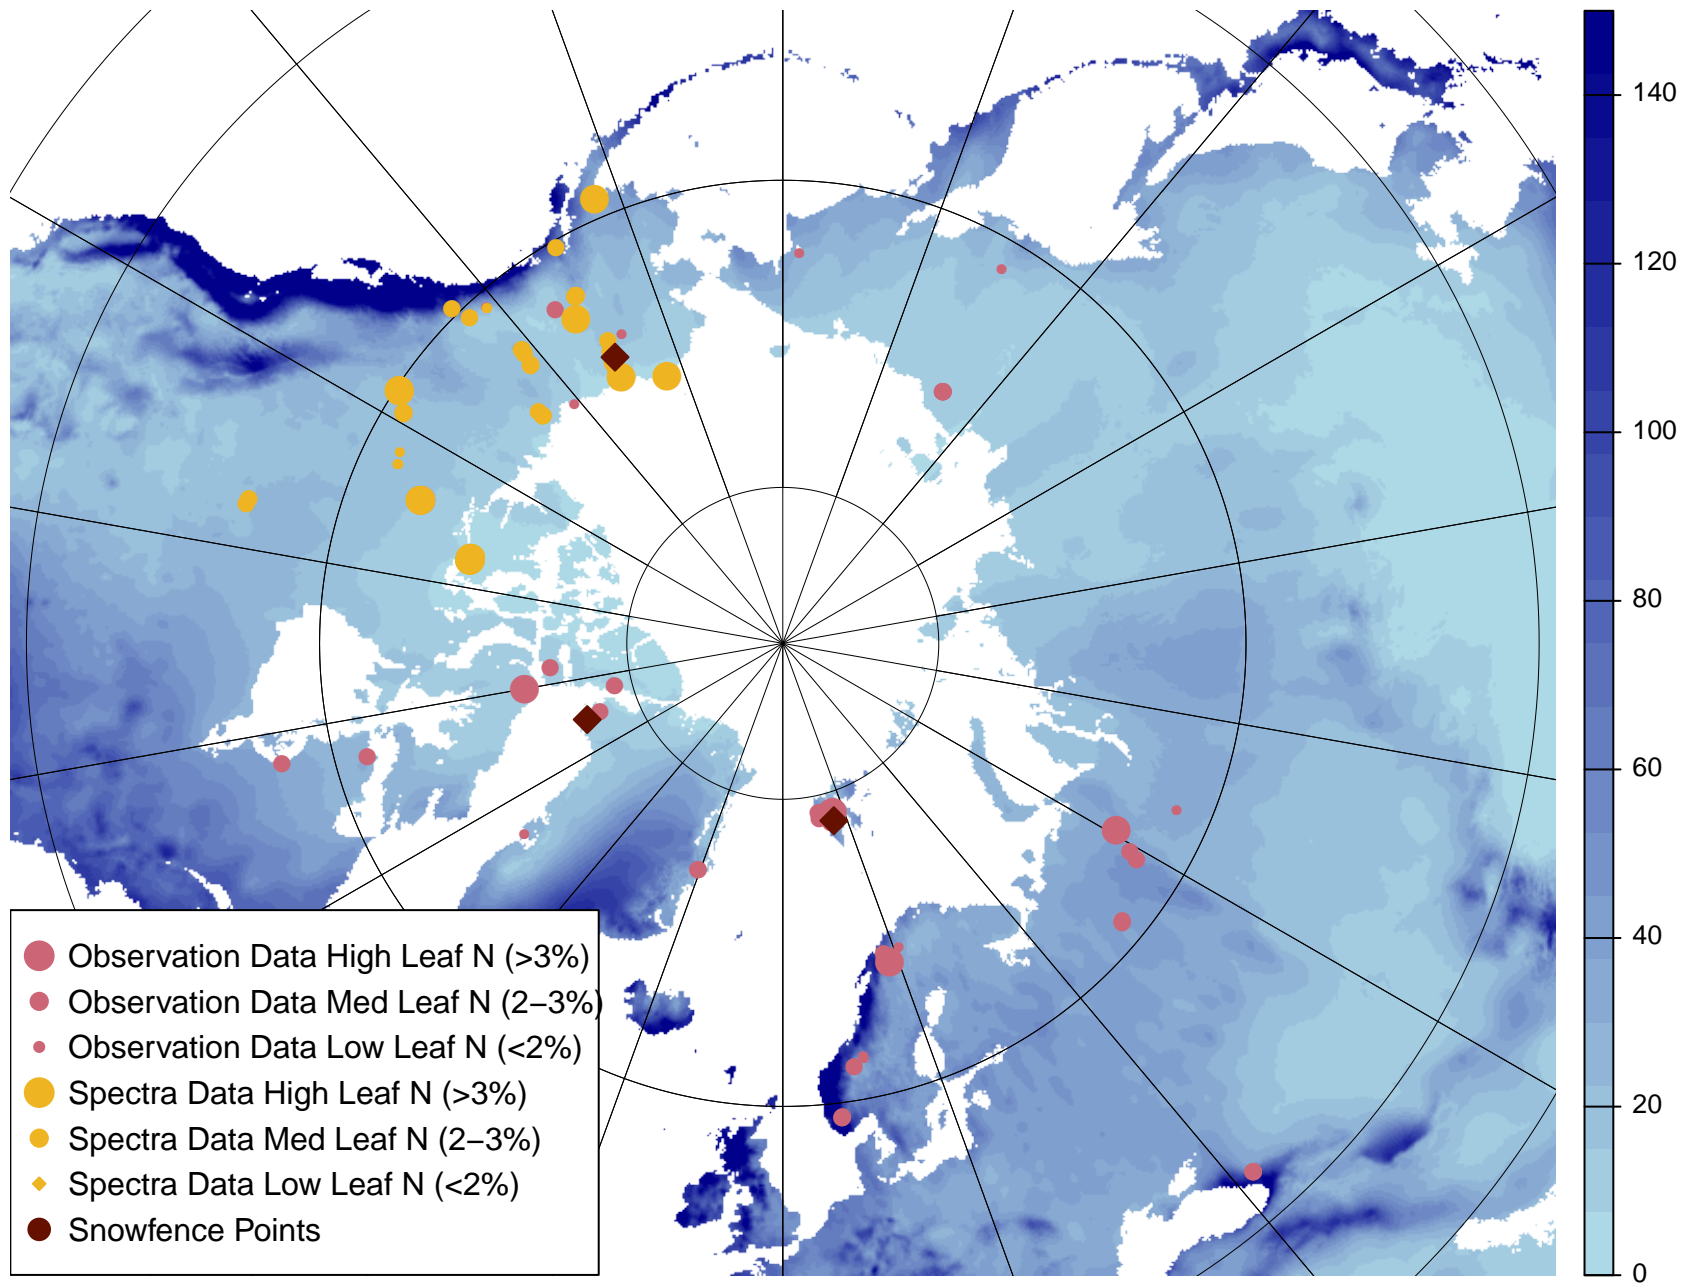 140
120
100
80
60
40
20
0
Observation Data High Leaf N (>3%)
Observation Data Med Leaf N (2−3%)
Observation Data Low Leaf N (<2%)
Spectra Data High Leaf N (>3%)
Spectra Data Med Leaf N (2−3%)
Spectra Data Low Leaf N (<2%)
Snowfence Points